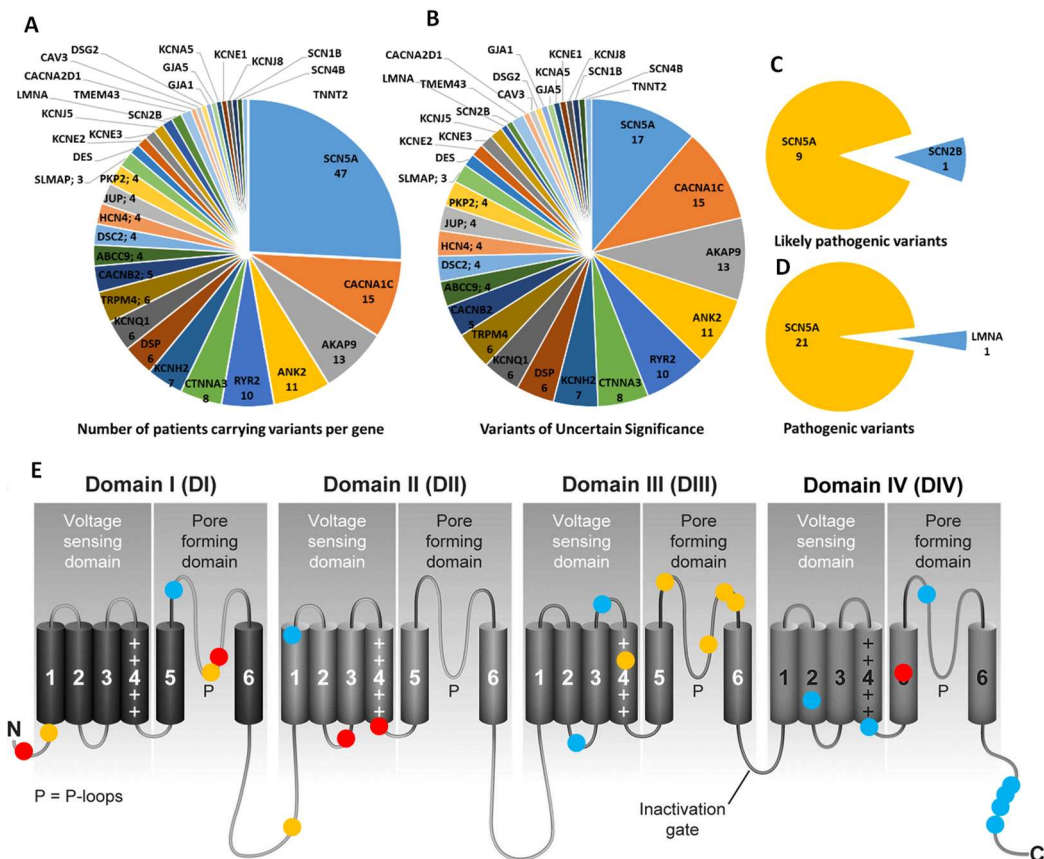 A
DSG2
CAV3
CACNA2D1
LMNA
TMEM43
KCNJ5
KCNE2
KCNE3
SCN2B
DES
SLMAP; 3
KCNA5
GJA5
GJA1
KCNE1
KCNJ8
SCN1B
SCN4B
TNNT2
SCN5A
47
CACNA1C
15
AKAP9
13
ANK2
11
RYR2
10
CTNNA3
8
KCNH2
7
DSP
6
KCNQ1
6
TRPM4; 6
CACNB2; 5
ABCC9; 4
DSC2; 4
HCN4; 4
JUP; 4
PKP2; 4
Number of patients carrying variants per gene
B
GJA1
CACNA2D1
LMNA
TMEM43
DSG2
CAV3
KCNJ5
SCN2B
KCNE2
KCNE3
DES
SLMAP; 3
KCNA5
GJA5
KCNE1
KCNJ8
SCN1B
SCN4B
TNNT2
SCN5A
17
CACNA1C
15
AKAP9
13
ANK2
11
RYR2
10
CTNNA3
8
KCNH2
7
DSP
6
KCNQ1
6
TRPM4
6
CACNB2
5
ABCC9; 4
DSC2; 4
HCN4; 4
JUP; 4
PKP2; 4
Variants of Uncertain Significance
C
SCN5A
9
SCN2B
1
Likely pathogenic variants
D
SCN5A
21
LMNA
1
Pathogenic variants
E
Domain I (DI)
Domain II (DII)
Domain III (DIII)
Domain IV (DIV)
Voltage
sensing
domain
Pore
forming
domain
Voltage
sensing
domain
Pore
forming
domain
Voltage
sensing
domain
Pore
forming
domain
Voltage
sensing
domain
Pore
forming
domain
1 2 3 ++4++ 5 P 6
1 2 3 ++4++ 5 P 6
1 2 3 +4++ 5 P 6
1 2 3 ++4++ P 6
N
P = P-loops
Inactivation
gate
C